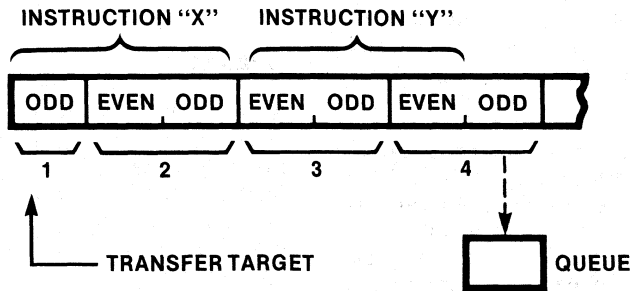 INSTRUCTION “X” INSTRUCTION “Y”
ODD EVEN ODD EVEN ODD EVEN ODD
1 2 3 4
TRANSFER TARGET QUEUE